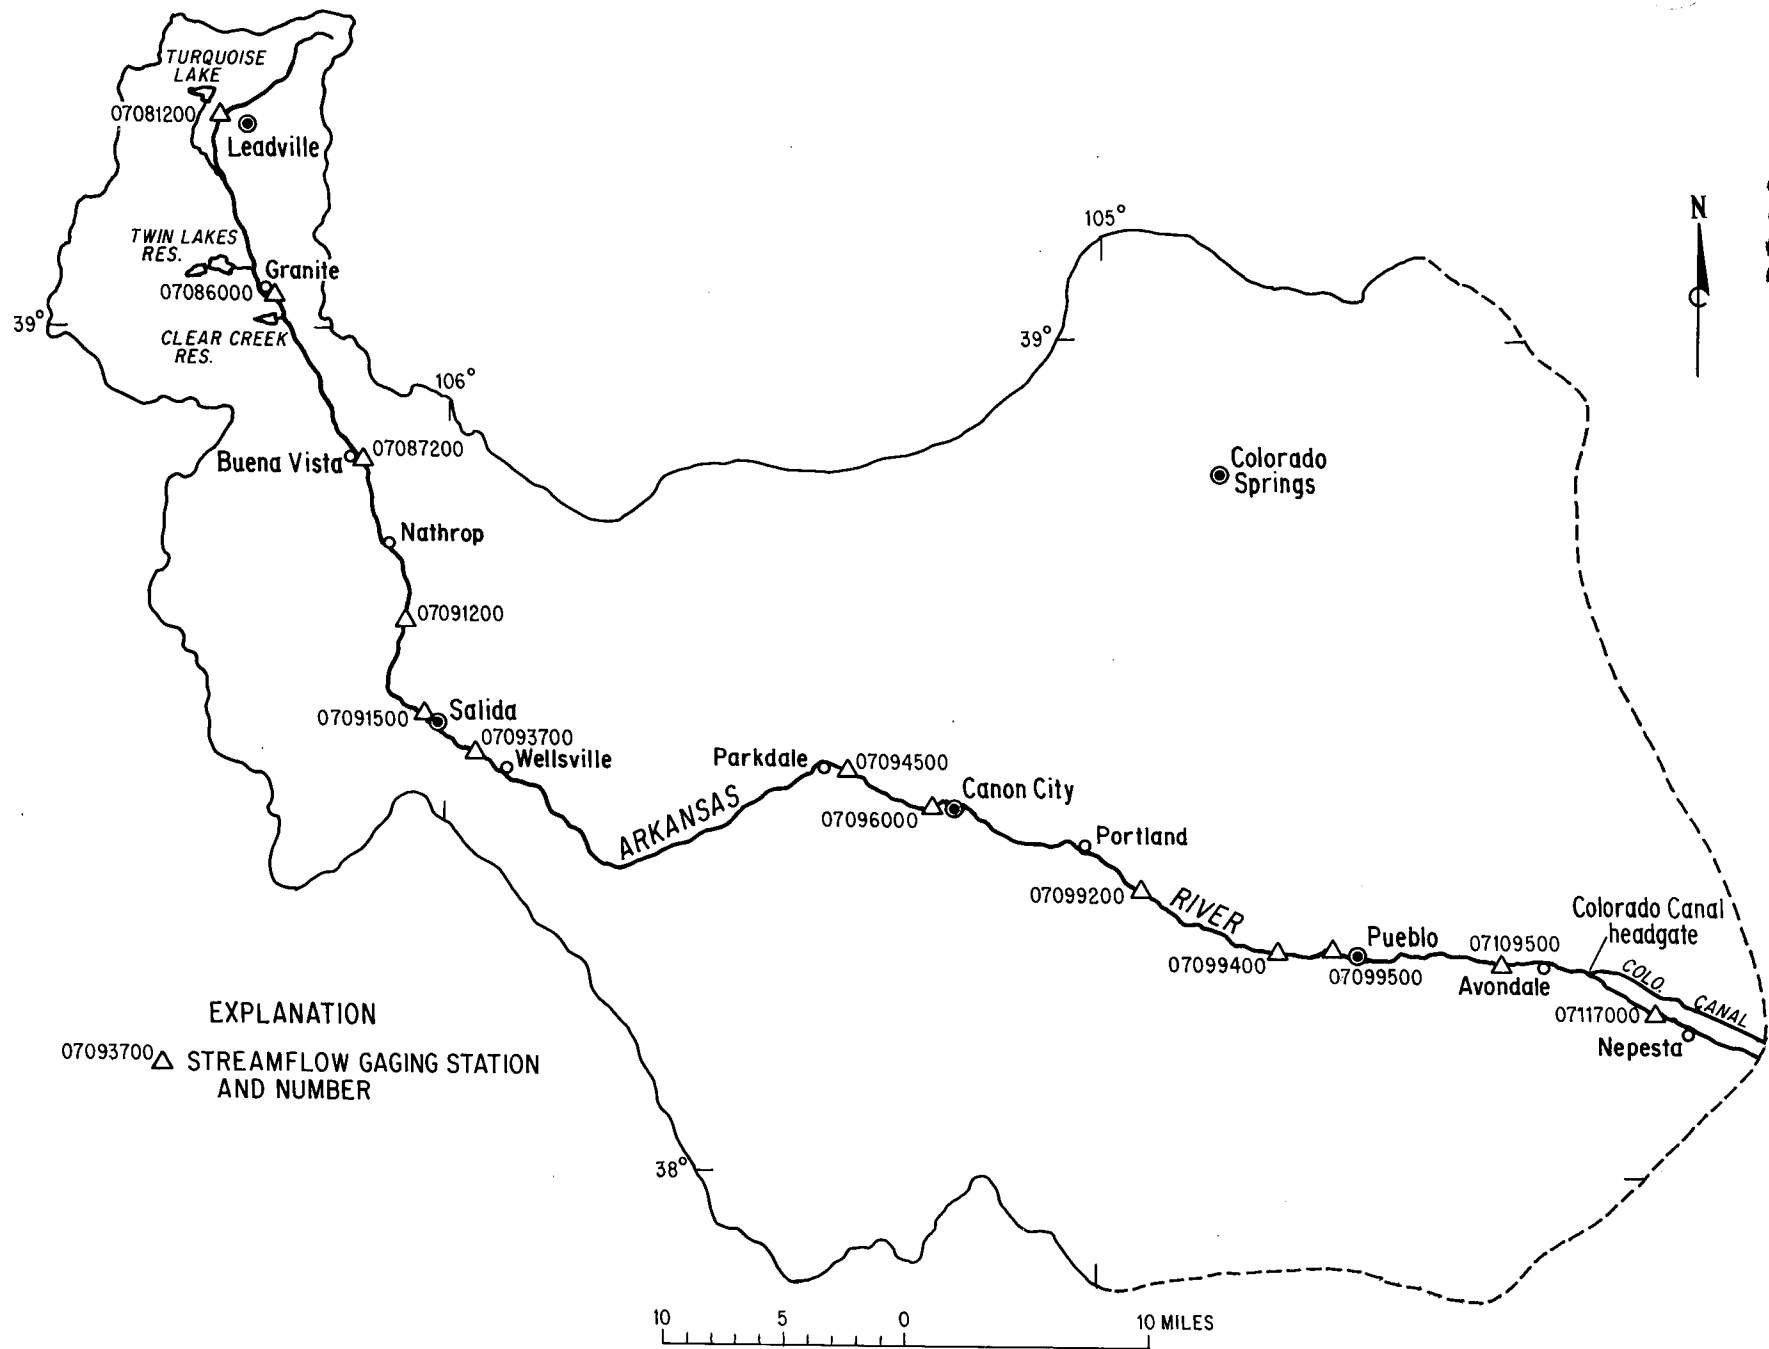 TURQUOISE
LAKE
07081200
Leadville
TWIN LAKES
RES.
Granite
07086000
39°
CLEAR CREEK
RES.
106°
105°
39°
N
Buena Vista
07087200
Colorado
Springs
Nathrop
07091200
07091500
Salida
07093700
Wellsville
Parkdale
07094500
ARKANSAS
07096000
Canon City
Portland
07099200
RIVER
07099400
Pueblo
07099500
07109500
Avondale
Colorado Canal
headgate
COLO. CANAL
07117000
Nepesta
EXPLANATION
07093700 STREAMFLOW GAGING STATION
AND NUMBER
38°
10 5 0 10 MILES